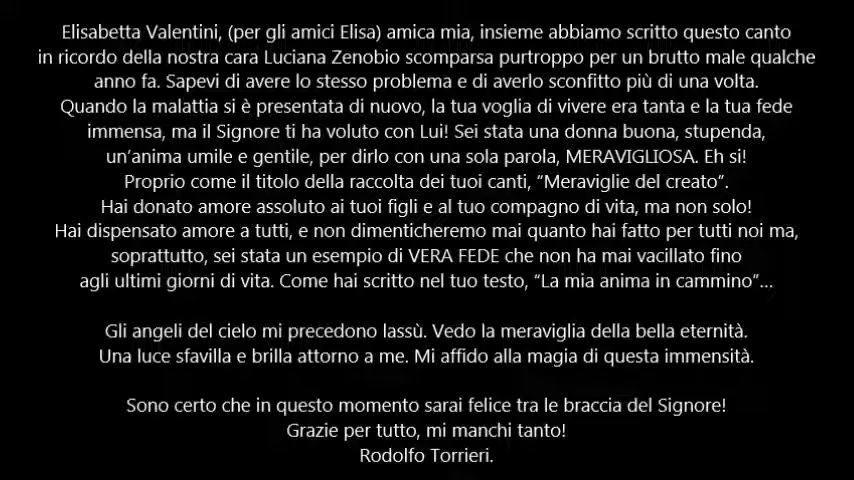 Elisabetta Valentini, (per gli amici Elisa) amica mia, insieme abbiamo scritto questo canto
in ricordo della nostra cara Luciana Zenobio scomparsa purtroppo per un brutto male qualche
anno fa. Sapevi di avere lo stesso problema e di averlo sconfitto più di una volta.
Quando la malattia si è presentata di nuovo, la tua voglia di vivere era tanta e la tua fede
immensa, ma il Signore ti ha voluto con Lui! Sei stata una donna buona, stupenda,
un’anima umile e gentile, per dirlo con una sola parola, MERAVIGLIOSA. Eh si!
Proprio come il titolo della raccolta dei tuoi canti, “Meraviglie del creato”.
Hai donato amore assoluto ai tuoi figli e al tuo compagno di vita, ma non solo!
Hai dispensato amore a tutti, e non dimenticheremo mai quanto hai fatto per tutti noi ma,
soprattutto, sei stata un esempio di VERA FEDE che non ha mai vacillato fino
agli ultimi giorni di vita. Come hai scritto nel tuo testo, “La mia anima in cammino”...
Gli angeli del cielo mi precedono lassù. Vedo la meraviglia della bella eternità.
Una luce sfavilla e brilla attorno a me. Mi affido alla magia di questa immensità.
Sono certo che in questo momento sarai felice tra le braccia del Signore!
Grazie per tutto, mi manchi tanto!
Rodolfo Torrieri.